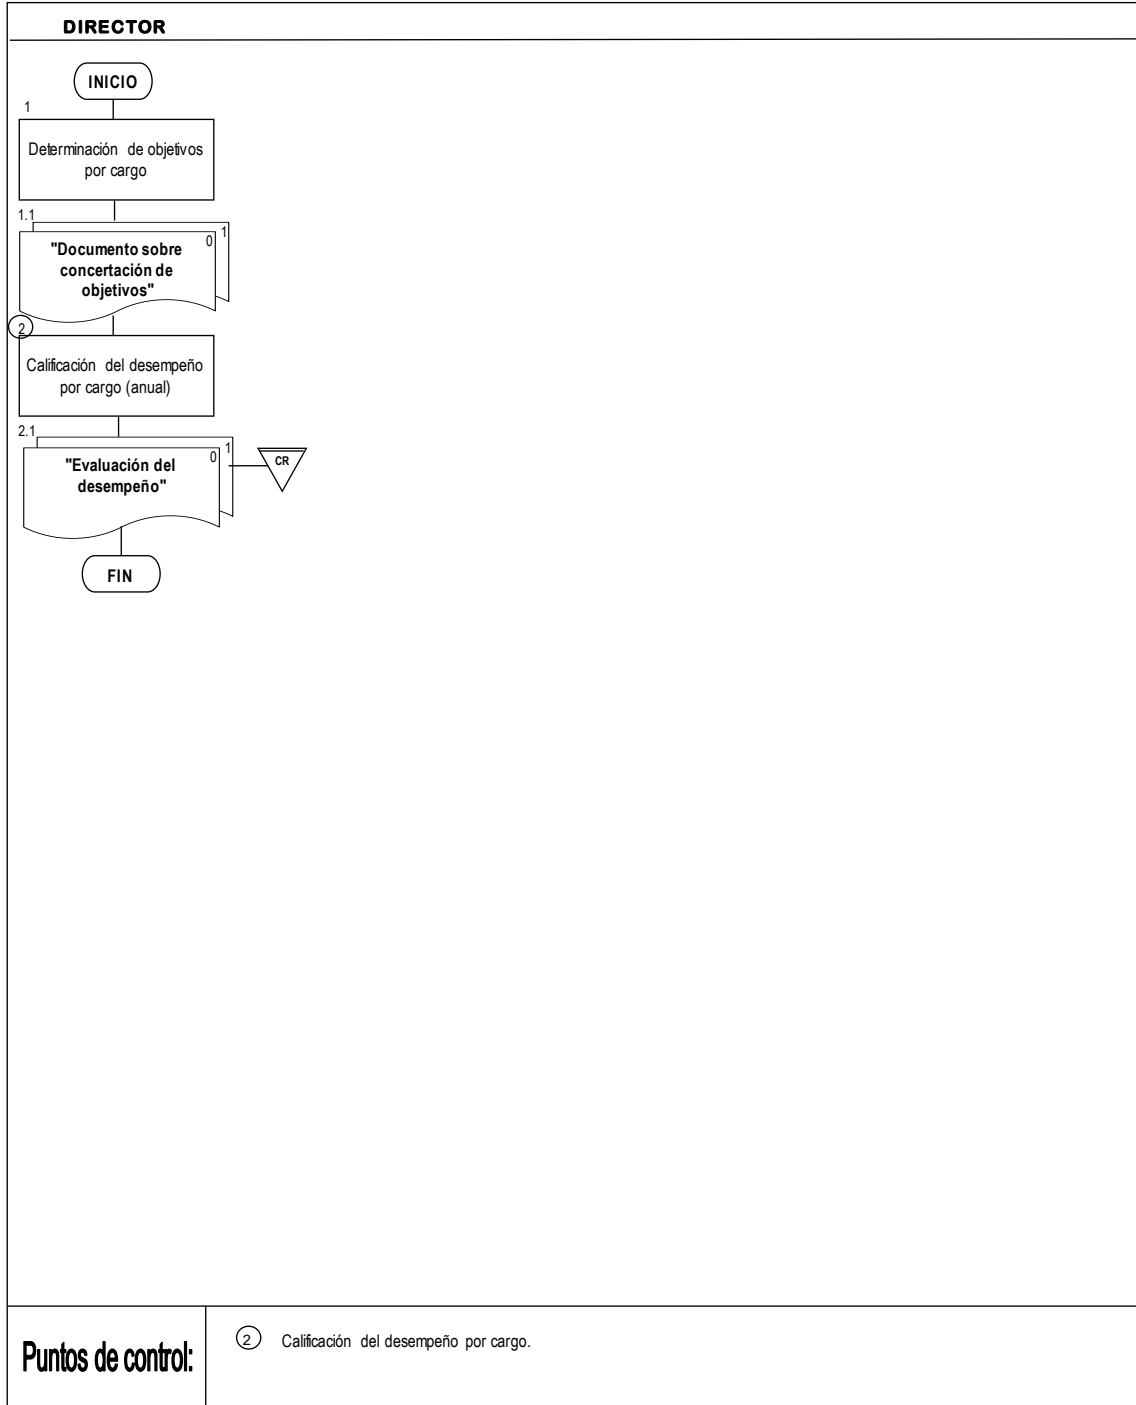 DIRECTOR
INICIO
1
Determinación de objetivos
por cargo
1.1
1
0
"Documento sobre
concertación de
objetivos"
2
Calificación del desempeño
por cargo (anual)
2.1
1
0
"Evaluación del
desempeño"
CR
FIN
Puntos de control:
2 Calificación del desempeño por cargo.